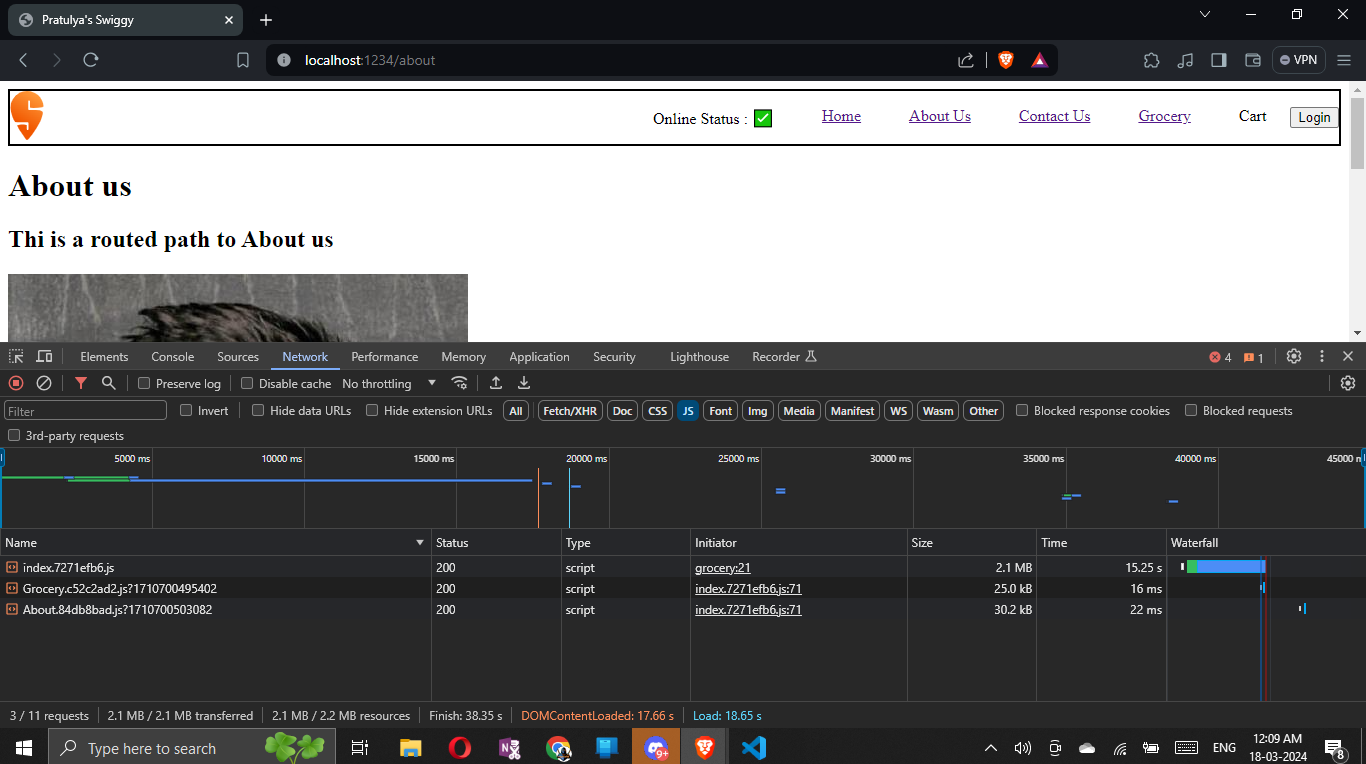 Pratulya's Swiggy
localhost:1234/about
VPN
Online Status : Home About Us Contact Us Grocery Cart Login
About us
Thi is a routed path to About us
Elements Console Sources Network Performance Memory Application Security Lighthouse Recorder 4 1
Preserve log Disable cache No throttling
Filter Invert Hide data URLs Hide extension URLs All Fetch/XHR Doc CSS JS Font Img Media Manifest WS Wasm Other Blocked response cookies Blocked requests
3rd-party requests
5000 ms 10000 ms 15000 ms 20000 ms 25000 ms 30000 ms 35000 ms 40000 ms 45000 m
Name Status Type Initiator Size Time Waterfall
index.7271efb6.js 200 script grocery:21 2.1 MB 15.25 s
Grocery.c52c2ad2.js?1710700495402 200 script index.7271efb6.js:71 25.0 kB 16 ms
About.84db8bad.js?1710700503082 200 script index.7271efb6.js:71 30.2 kB 22 ms
3 / 11 requests 2.1 MB / 2.1 MB transferred 2.1 MB / 2.2 MB resources Finish: 38.35 s DOMContentLoaded: 17.66 s Load: 18.65 s
Type here to search 9+ ENG 12:09 AM
18-03-2024 8